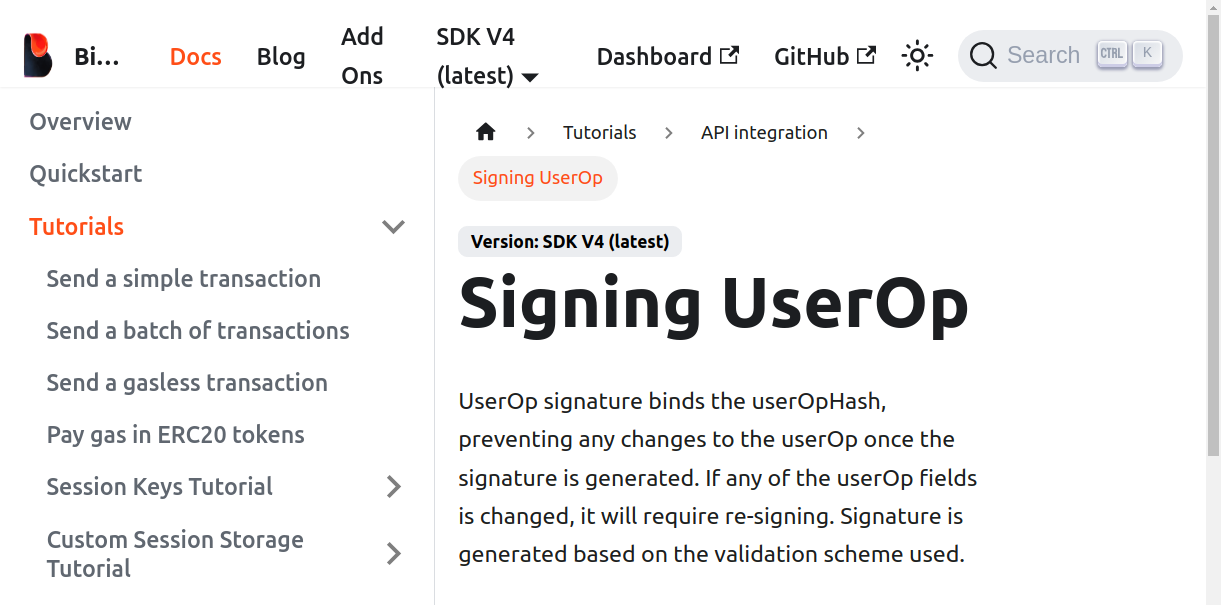 Bi...
Docs
Blog
Add
Ons
SDK V4
(latest)
Dashboard
GitHub
Search
CTRL
K
Overview
Quickstart
Tutorials
Send a simple transaction
Send a batch of transactions
Send a gasless transaction
Pay gas in ERC20 tokens
Session Keys Tutorial
Custom Session Storage
Tutorial
Tutorials
API integration
Signing UserOp
Version: SDK V4 (latest)
Signing UserOp
UserOp signature binds the userOpHash,
preventing any changes to the userOp once the
signature is generated. If any of the userOp fields
is changed, it will require re-signing. Signature is
generated based on the validation scheme used.